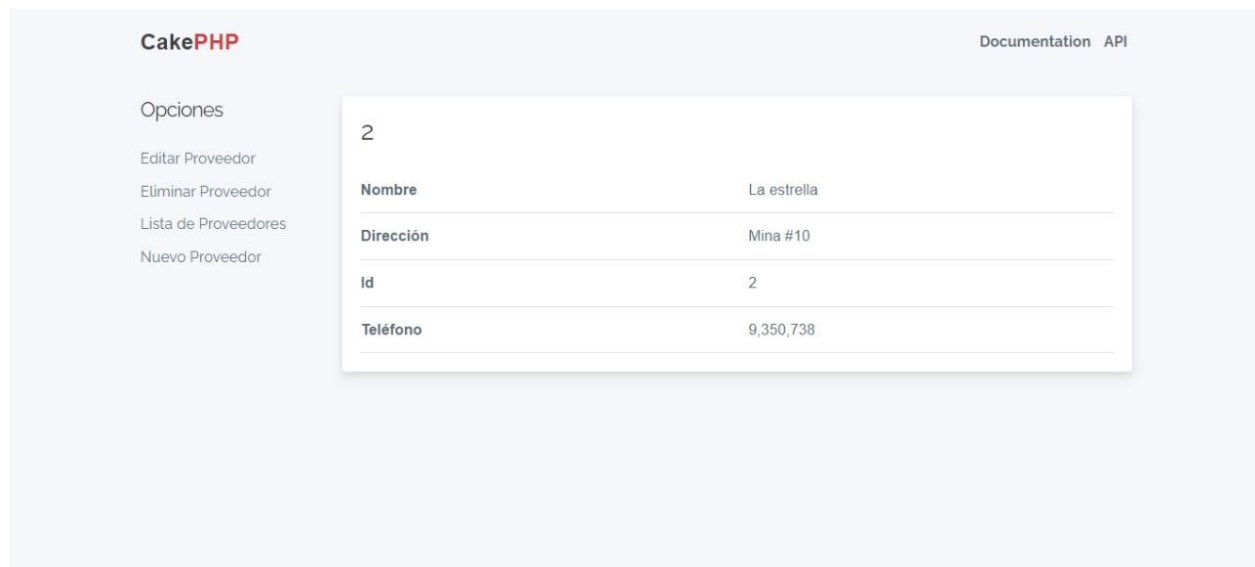 CakePHP
Documentation API
Opciones
Editar Proveedor
Eliminar Proveedor
Lista de Proveedores
Nuevo Proveedor
2
Nombre La estrella
Dirección Mina #10
Id 2
Teléfono 9,350,738